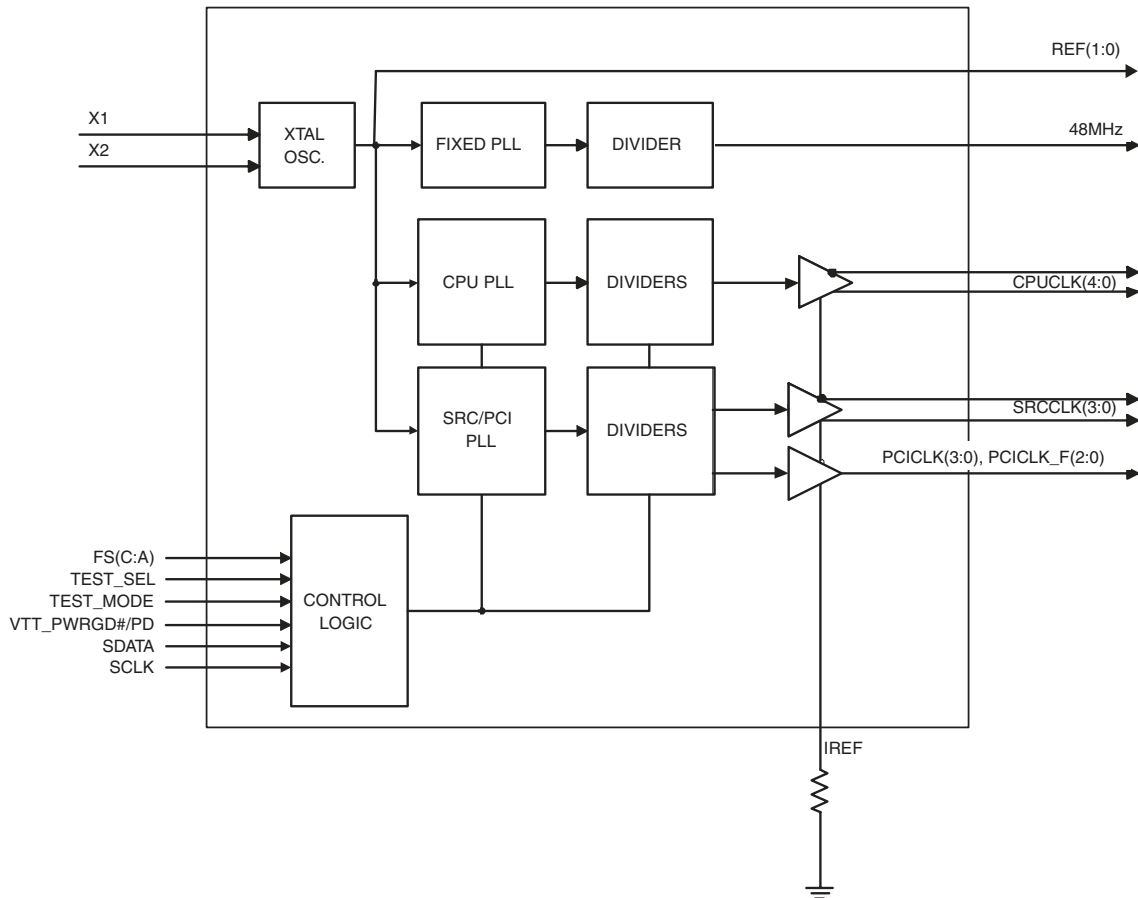 REF(1:0)
X1
X2
XTAL
OSC.
FIXED PLL
DIVIDER
48MHz
CPU PLL
DIVIDERS
CPUCLK(4:0)
SRC/PCI
PLL
DIVIDERS
SRCCLK(3:0)
PCICLK(3:0), PCICLK_F(2:0)
FS(C:A)
TEST_SEL
TEST_MODE
VTT_PWRGD#/PD
SDATA
SCLK
CONTROL
LOGIC
IREF